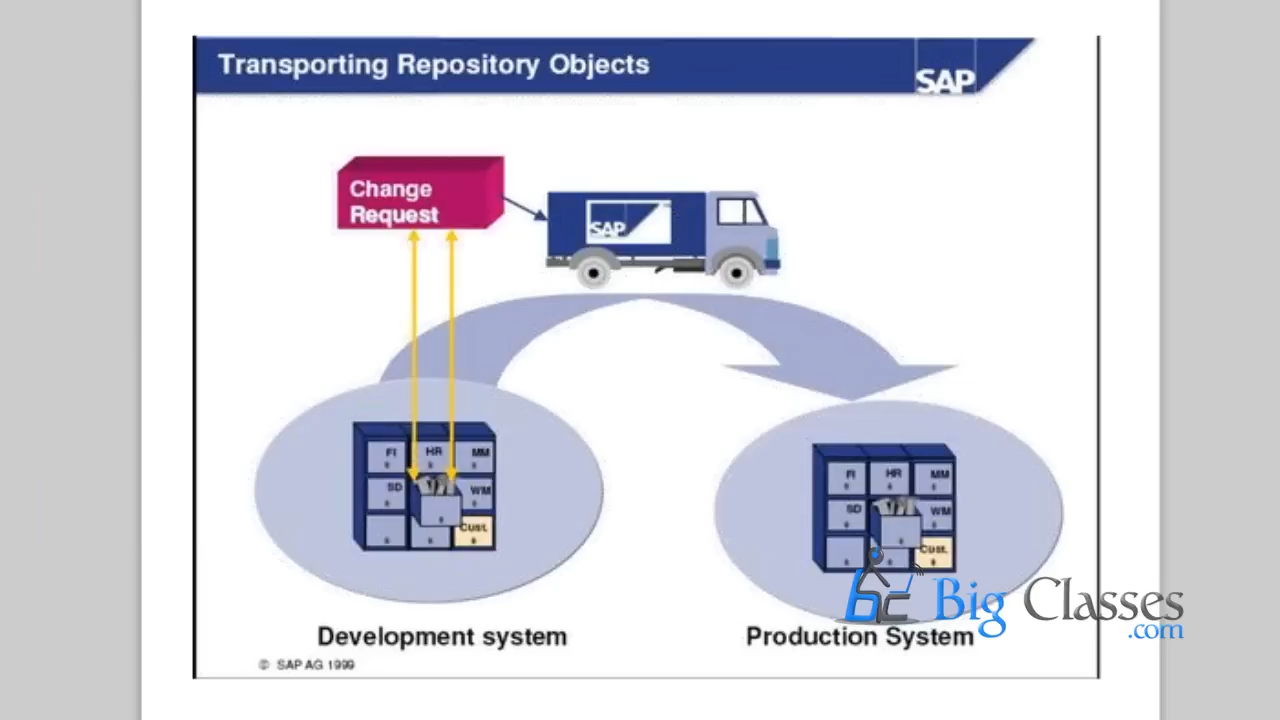 Transporting Repository Objects
SAP
Change
Request
SAP
FI HR MM
SD WM
Cust.
FI HR MM
SD WM
Cust.
Big Classes
.com
Development system
Production System
© SAP AG 1999